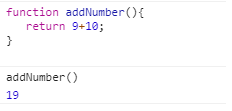 function addNumber(){
   return 9+10;
}
addNumber()
19